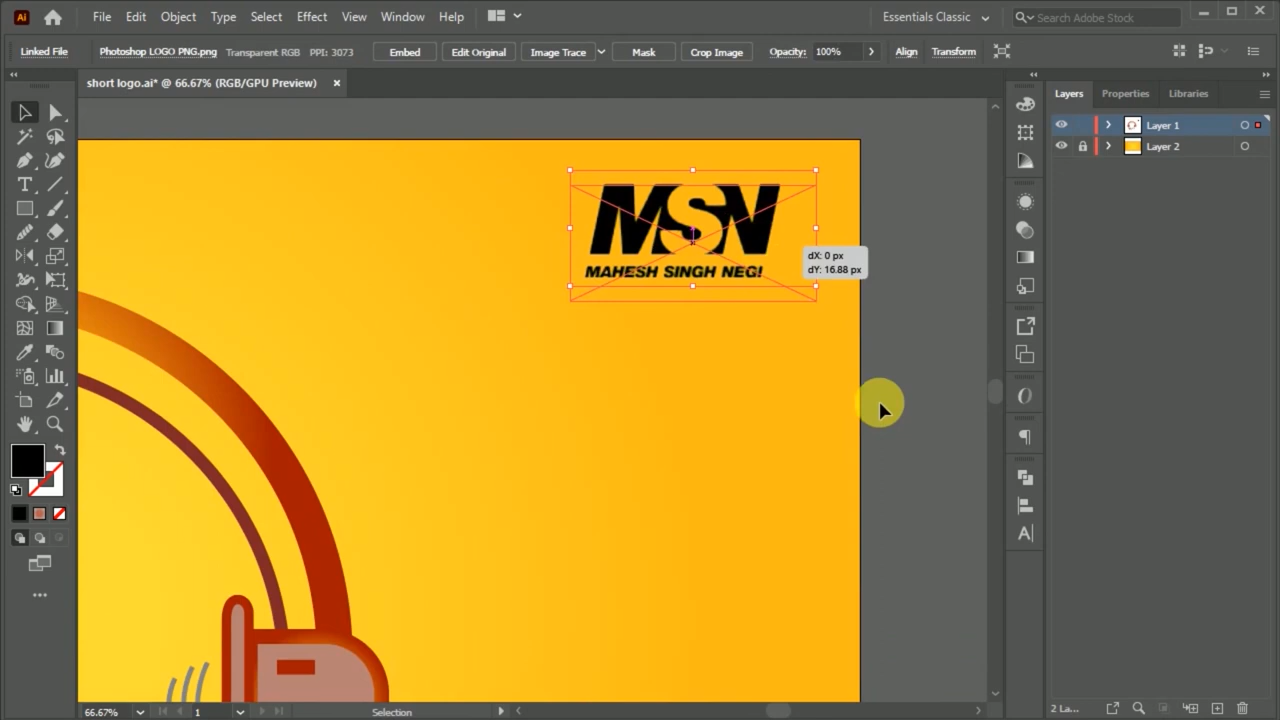 Ai File Edit Object Type Select Effect View Window Help Essentials Classic Search Adobe Stock
Linked File Photoshop LOGO PNG.png Transparent RGB PPI: 3073 Embed Edit Original Image Trace Mask Crop Image Opacity: 100% Align Transform
short logo.ai* @ 66.67% (RGB/GPU Preview)
Layers Properties Libraries
Layer 1
Layer 2
MSN
MAHESH SINGH NEGI
dX: 0 px
dY: 16.88 px
66.67% 1 Selection 2 La...